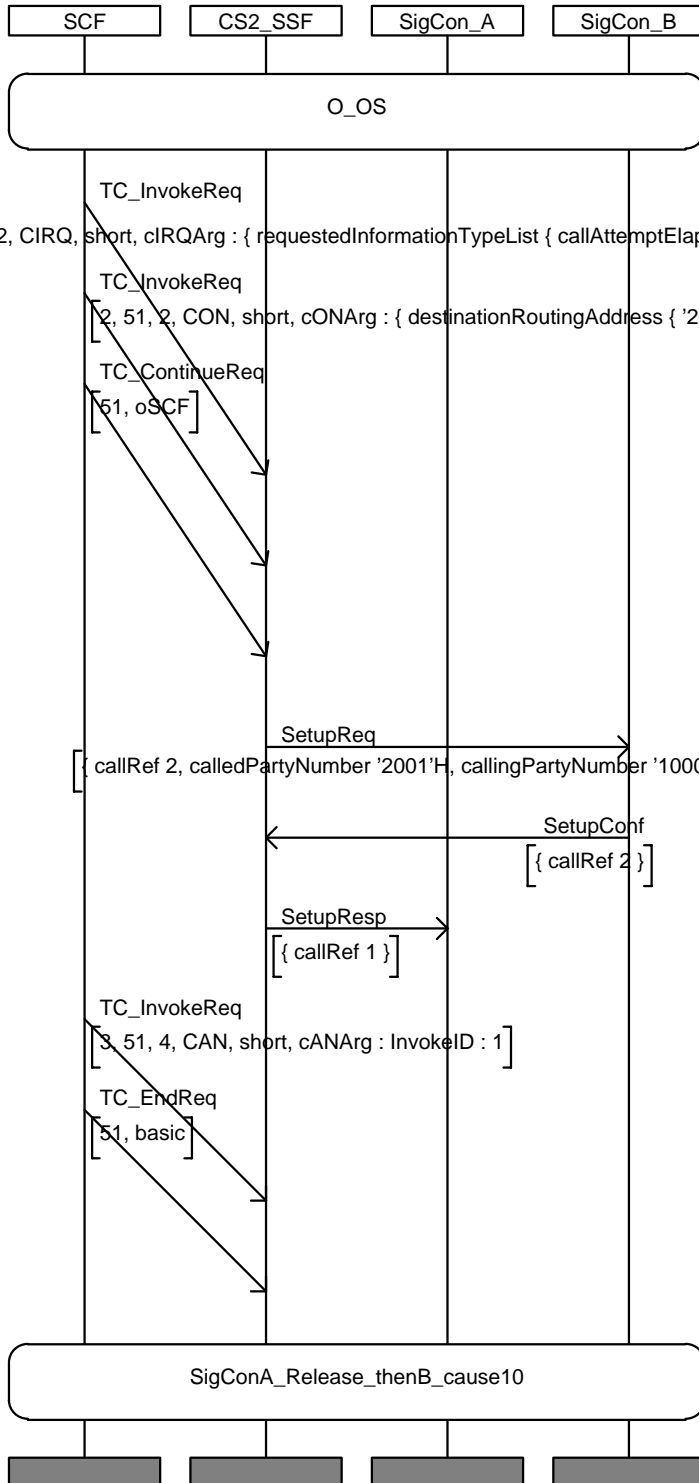 SCF CS2_SSF SigCon_A SigCon_B
O_OS
TC_InvokeReq
2, CIRQ, short, cIRQArg : { requestedInformationTypeList { callAttemptElap
TC_InvokeReq
2, 51, 2, CON, short, cONArg : { destinationRoutingAddress { '2
TC_ContinueReq
51, oSCF
SetupReq
{ callRef 2, calledPartyNumber '2001'H, callingPartyNumber '1000
SetupConf
{ callRef 2 }
SetupResp
{ callRef 1 }
TC_InvokeReq
3, 51, 4, CAN, short, cANArg : InvokeID : 1
TC_EndReq
51, basic
SigConA_Release_thenB_cause10